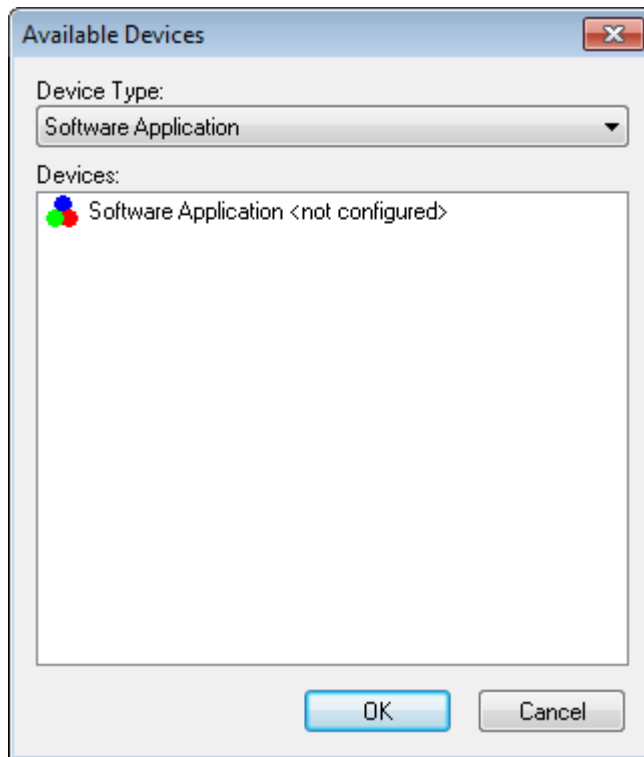 Available Devices
Device Type:
Software Application
Devices:
Software Application <not configured>
OK
Cancel